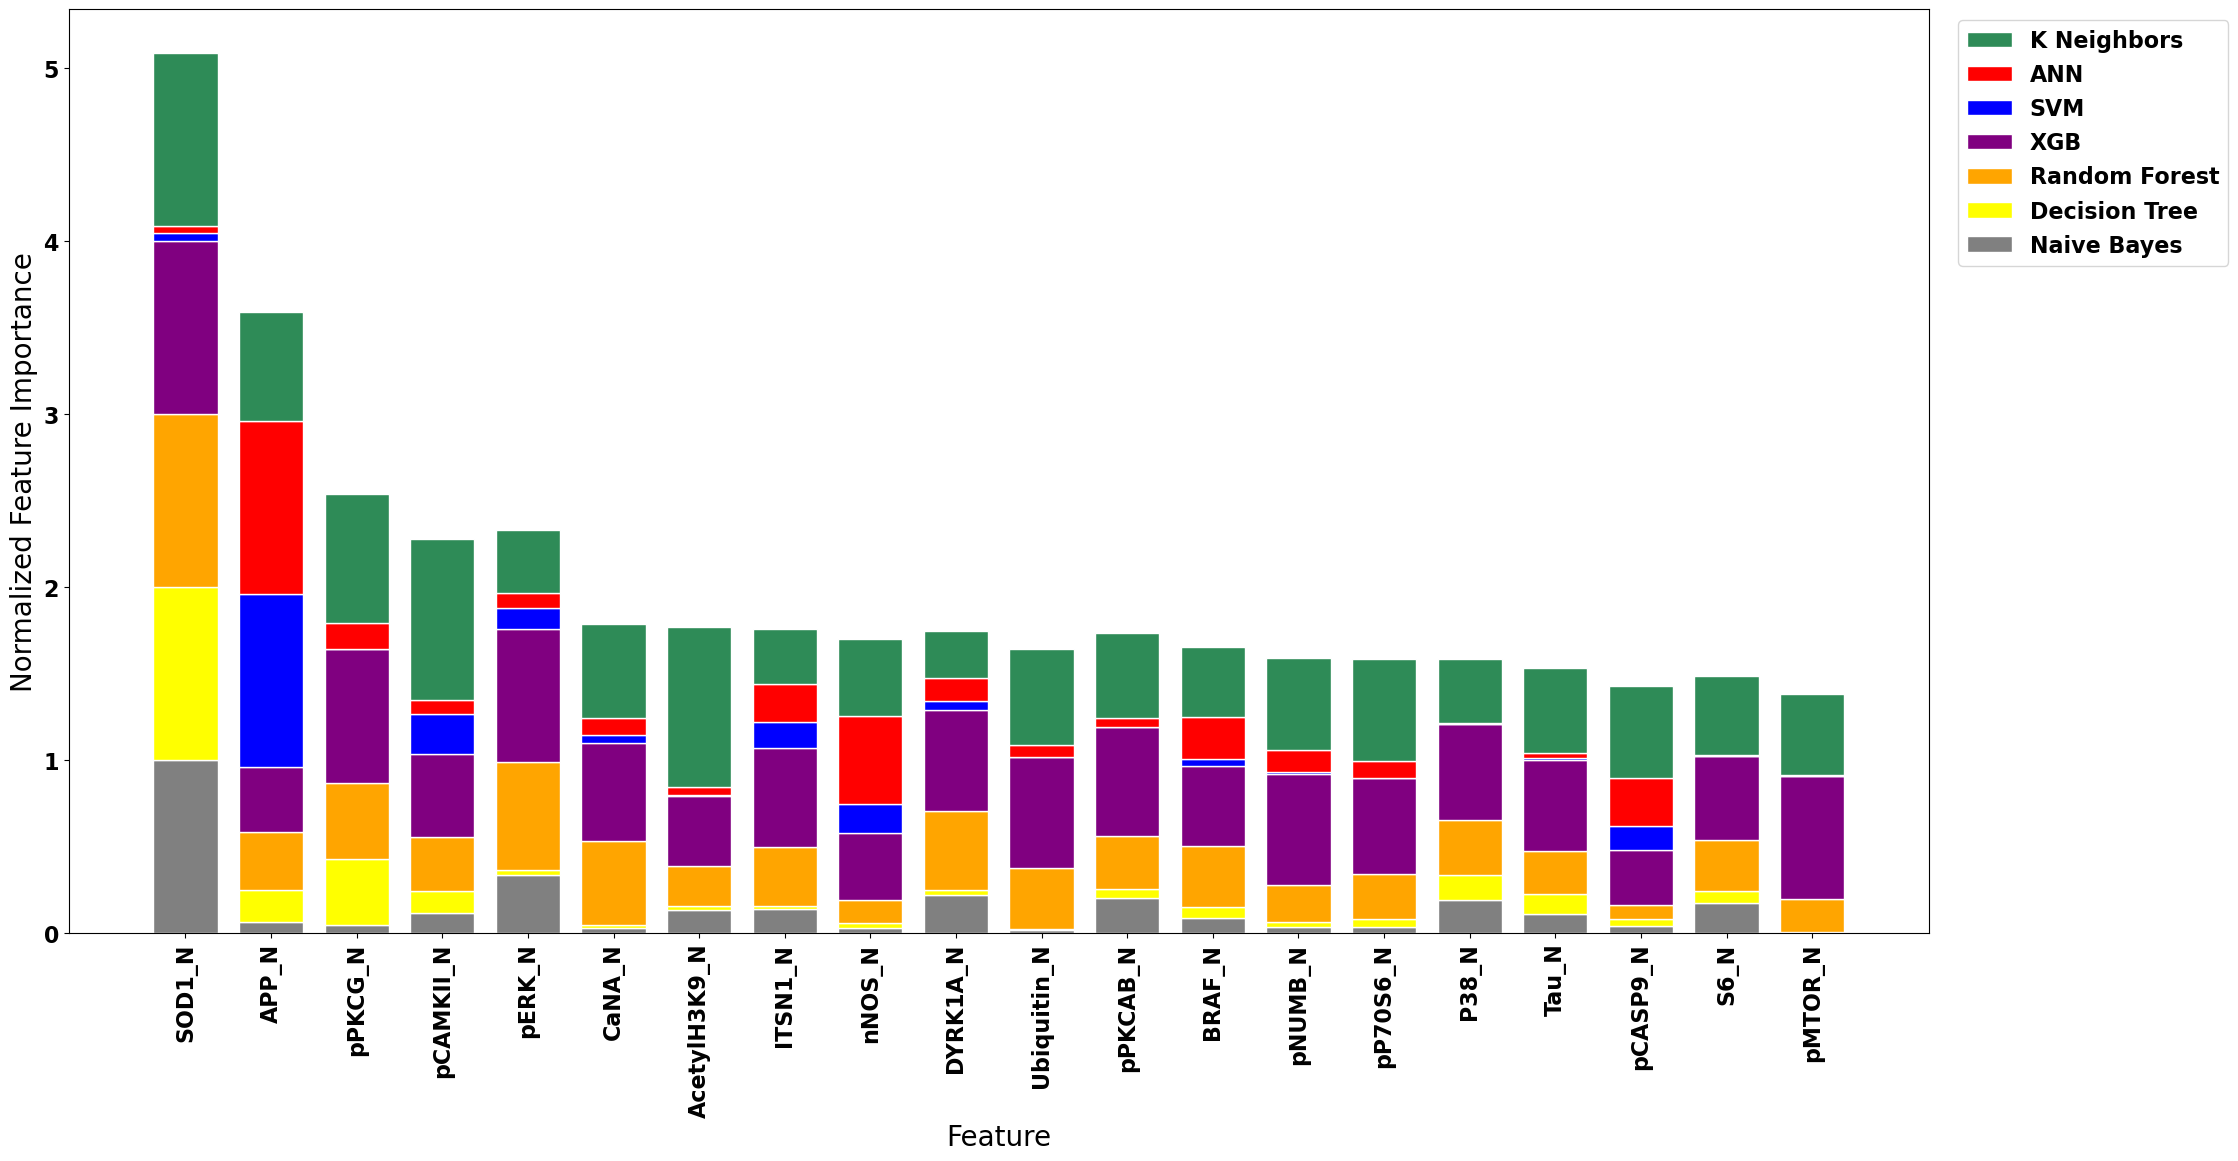 Normalized Feature Importance
5
4
3
2
1
0
SOD1_N
APP_N
pPKCG_N
pCAMKII_N
pERK_N
CaNA_N
AcetylH3K9_N
ITSN1_N
nNOS_N
DYRK1A_N
Ubiquitin_N
pPKCAB_N
BRAF_N
pNUMB_N
pP70S6_N
P38_N
Tau_N
pCASP9_N
S6_N
pMTOR_N
Feature
K Neighbors
ANN
SVM
XGB
Random Forest
Decision Tree
Naive Bayes